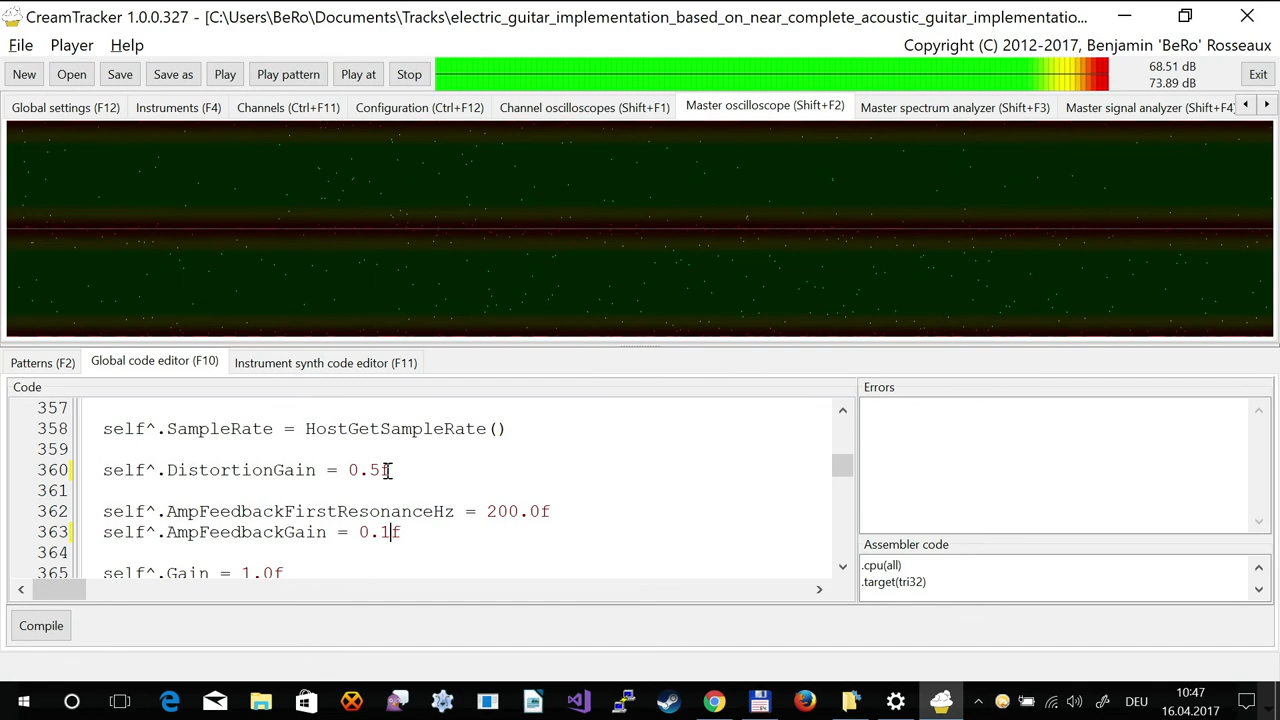 CreamTracker 1.0.0.327 - [C:\Users\BeRo\Documents\Tracks\electric_guitar_implementation_based_on_near_complete_acoustic_guitar_implementatio...
File Player Help Copyright (C) 2012-2017, Benjamin 'BeRo' Rosseaux
New Open Save Save as Play Play pattern Play at Stop 68.51 dB Exit
73.89 dB
Global settings (F12) Instruments (F4) Channels (Ctrl+F11) Configuration (Ctrl+F12) Channel oscilloscopes (Shift+F1) Master oscilloscope (Shift+F2) Master spectrum analyzer (Shift+F3) Master signal analyzer (Shift+F4)
Patterns (F2) Global code editor (F10) Instrument synth code editor (F11)
Code Errors
357
358 self^.SampleRate = HostGetSampleRate()
359
360 self^.DistortionGain = 0.5f
361
362 self^.AmpFeedbackFirstResonanceHz = 200.0f
363 self^.AmpFeedbackGain = 0.1f
364
365 self^.Gain = 1.0f
Assembler code
.cpu(all)
.target(tri32)
Compile
DEU 10:47
16.04.2017